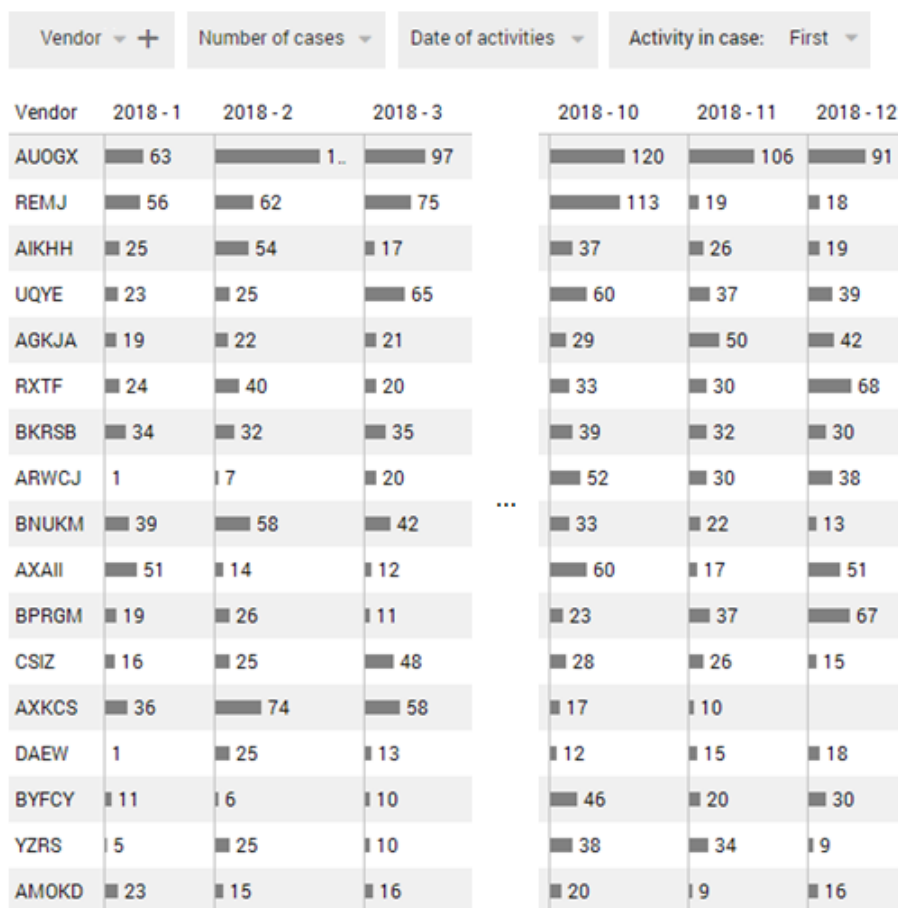 Vendor + Number of cases Date of activities Activity in case: First
Vendor 2018 - 1 2018 - 2 2018 - 3 2018 - 10 2018 - 11 2018 - 12
AUOGX 63 1.. 97 120 106 91
REMJ 56 62 75 113 19 18
AIKHH 25 54 17 37 26 19
UQYE 23 25 65 60 37 39
AGKJA 19 22 21 29 50 42
RXTF 24 40 20 33 30 68
BKRSB 34 32 35 39 32 30
ARWCJ 1 7 20 52 30 38
...
BNUKM 39 58 42 33 22 13
AXAII 51 14 12 60 17 51
BPRGM 19 26 11 23 37 67
CSIZ 16 25 48 28 26 15
AXKCS 36 74 58 17 10
DAEW 1 25 13 12 15 18
BYFCY 11 6 10 46 20 30
YZRS 5 25 10 38 34 9
AMOKD 23 15 16 20 9 16